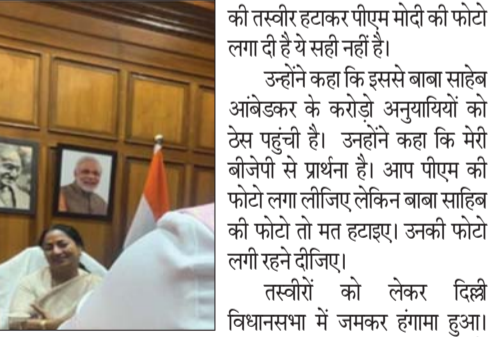 की तस्वीर हटाकर पीएम मोदी की फोटो
लगा दी है ये सही नहीं है।
उन्होंने कहा कि इससे बाबा साहेब
आंबेडकर के करोड़ो अनुयायियों को
ठेस पहुंची है। उनहोंने कहा कि मेरी
बीजेपी से प्रार्थना है। आप पीएम की
फोटो लगा लीजिए लेकिन बाबा साहिब
की फोटो तो मत हटाइए। उनकी फोटो
लगी रहने दीजिए।
तस्वीरों को लेकर दिल्ली
विधानसभा में जमकर हंगामा हुआ।